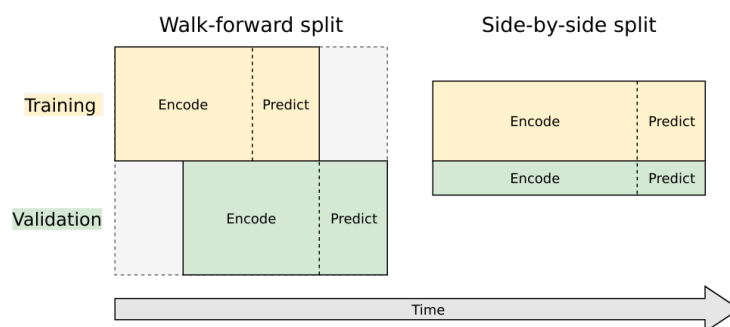 Walk-forward split
Side-by-side split
Training
Encode
Predict
Encode
Predict
Validation
Encode
Predict
Encode
Predict
Time